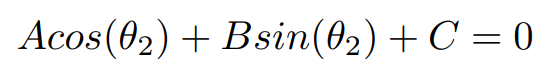 Acos(θ₂) + Bsin(θ₂) + C = 0